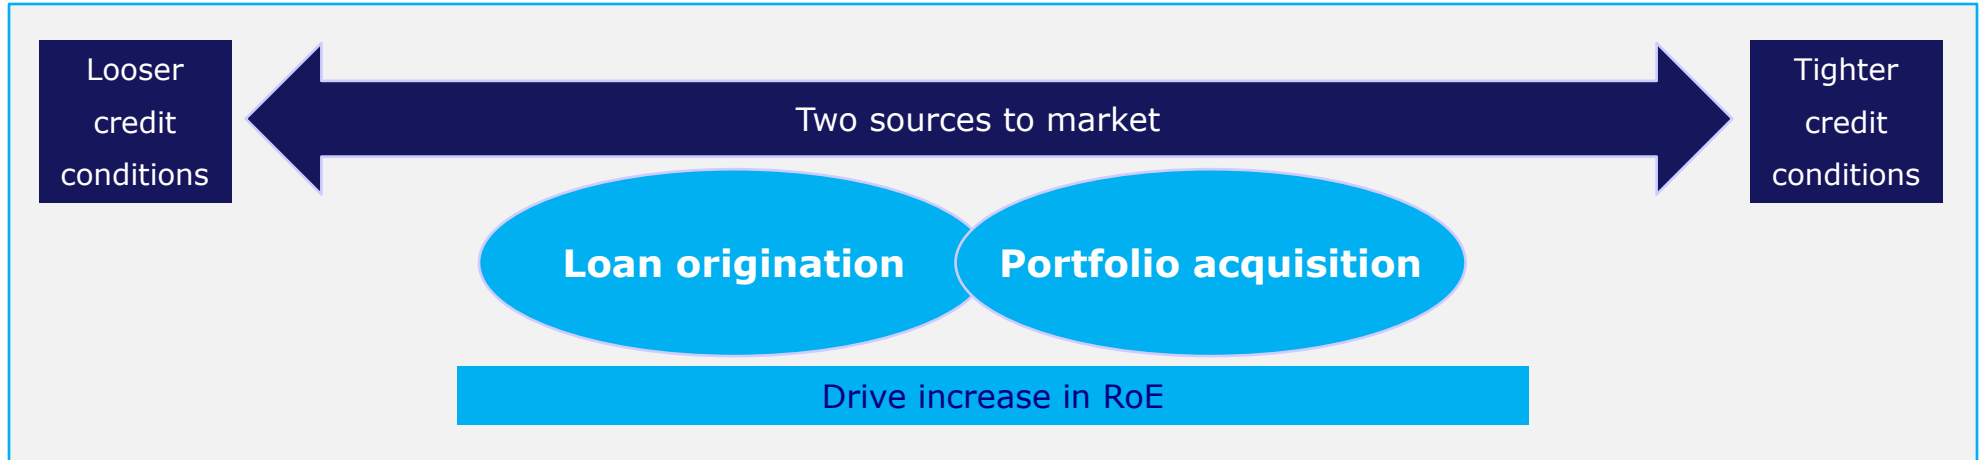 Looser
credit
conditions
Two sources to market
Tighter
credit
conditions
Loan origination
Portfolio acquisition
Drive increase in RoE